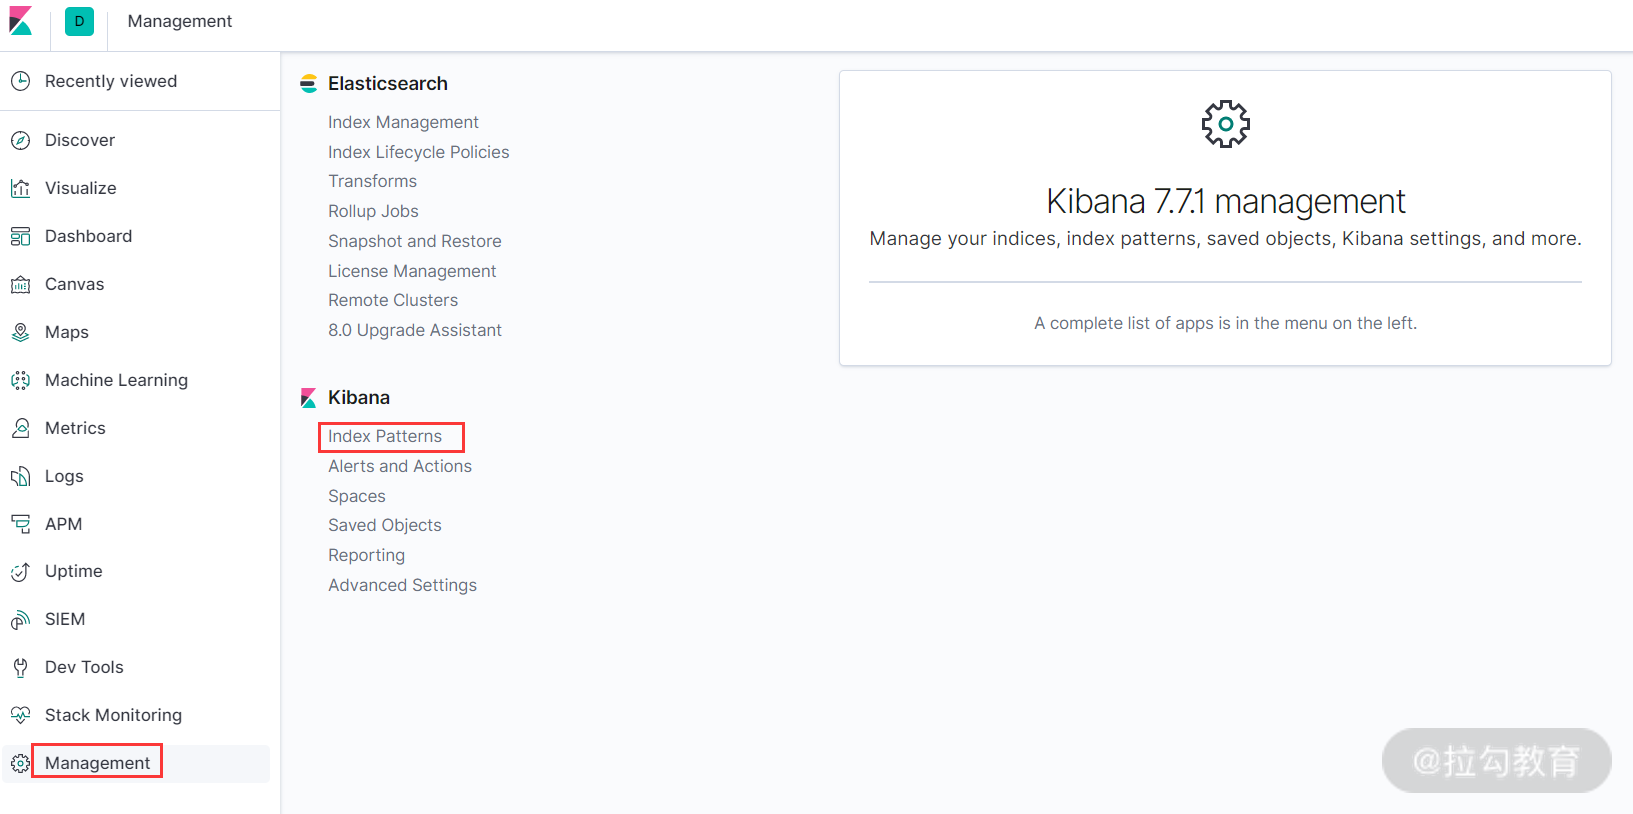 D
Management
Recently viewed
Discover
Visualize
Dashboard
Canvas
Maps
Machine Learning
Metrics
Logs
APM
Uptime
SIEM
Dev Tools
Stack Monitoring
Management
Elasticsearch
Index Management
Index Lifecycle Policies
Transforms
Rollup Jobs
Snapshot and Restore
License Management
Remote Clusters
8.0 Upgrade Assistant
Kibana
Index Patterns
Alerts and Actions
Spaces
Saved Objects
Reporting
Advanced Settings
Kibana 7.7.1 management
Manage your indices, index patterns, saved objects, Kibana settings, and more.
A complete list of apps is in the menu on the left.
@拉勾教育